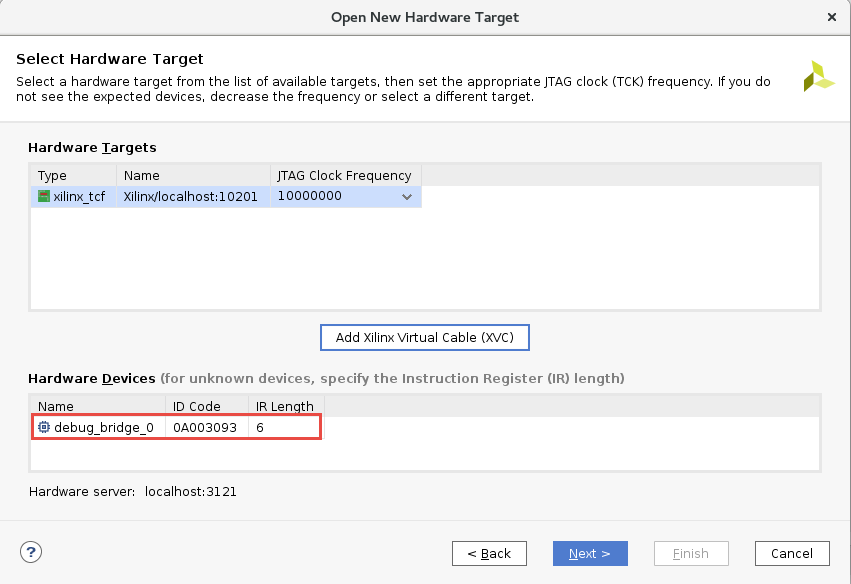 Open New Hardware Target
×
Select Hardware Target
Select a hardware target from the list of available targets, then set the appropriate JTAG clock (TCK) frequency. If you do
not see the expected devices, decrease the frequency or select a different target.
Hardware Targets
Type Name JTAG Clock Frequency
xilinx_tcf Xilinx/localhost:10201 10000000
Add Xilinx Virtual Cable (XVC)
Hardware Devices (for unknown devices, specify the Instruction Register (IR) length)
Name ID Code IR Length
debug_bridge_0 0A003093 6
Hardware server: localhost:3121
? < Back Next > Finish Cancel